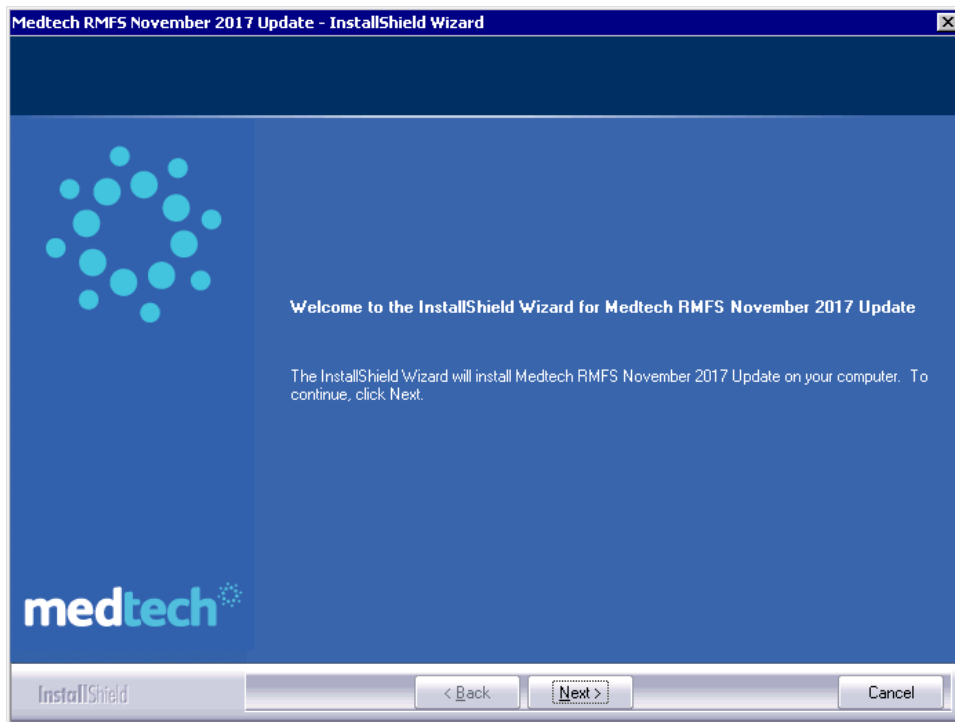 Medtech RMFS November 2017 Update - InstallShield Wizard
Welcome to the InstallShield Wizard for Medtech RMFS November 2017 Update
The InstallShield Wizard will install Medtech RMFS November 2017 Update on your computer. To
continue, click Next.
medtech
InstallShield
< Back
Next >
Cancel